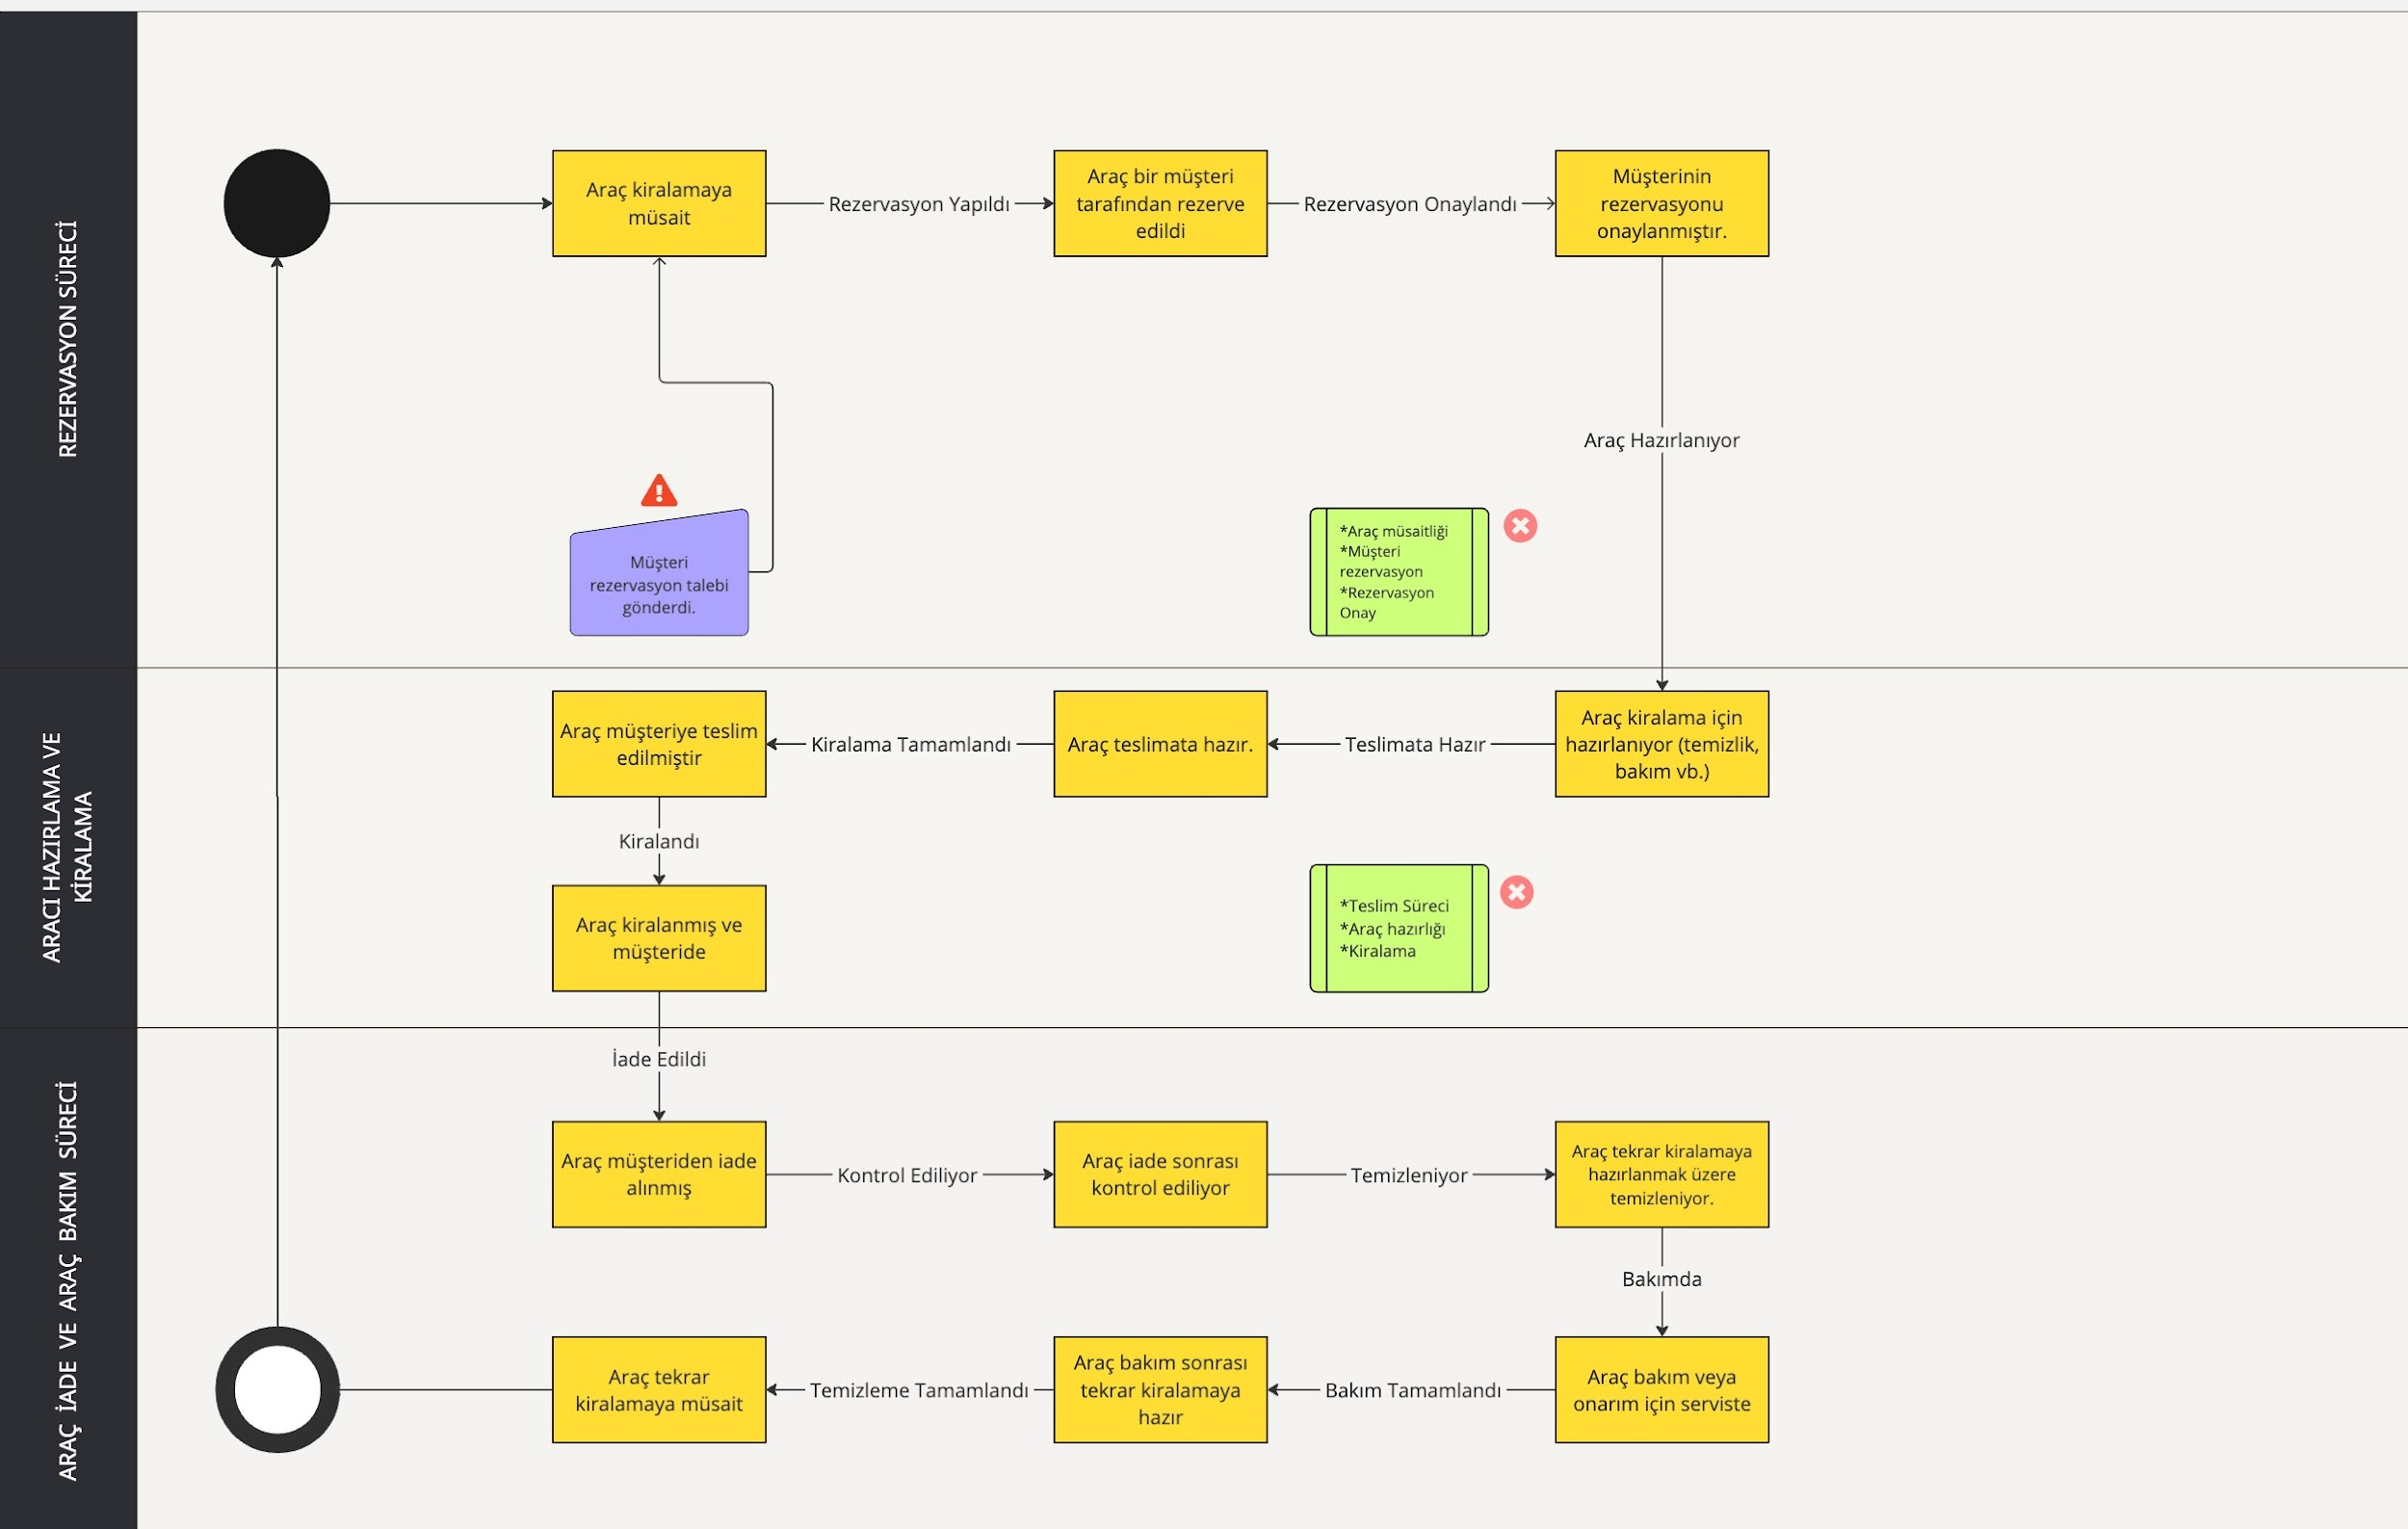 REZERVASYON SÜRECİ
Araç kiralamaya
müsait
Rezervasyon Yapıldı
Araç bir müşteri
tarafından rezerve
edildi
Rezervasyon Onaylandı
Müşterinin
rezervasyonu
onaylanmıştır.
Araç Hazırlanıyor
Müşteri
rezervasyon talebi
gönderdi.
*Araç müsaitliği
*Müşteri
rezervasyon
*Rezervasyon
Onay
ARACI HAZIRLAMA VE
KİRALAMA
Araç müşteriye teslim
edilmiştir
Kiralama Tamamlandı
Araç teslimata hazır.
Teslimata Hazır
Araç kiralama için
hazırlanıyor (temizlik,
bakım vb.)
Kiralandı
Araç kiralanmış ve
müşteride
*Teslim Süreci
*Araç hazırlığı
*Kiralama
ARAÇ İADE VE ARAÇ BAKIM SÜRECİ
İade Edildi
Araç müşteriden iade
alınmış
Kontrol Ediliyor
Araç iade sonrası
kontrol ediliyor
Temizleniyor
Araç tekrar kiralamaya
hazırlanmak üzere
temizleniyor.
Bakımda
Araç tekrar
kiralamaya müsait
Temizleme Tamamlandı
Araç bakım sonrası
tekrar kiralamaya
hazır
Bakım Tamamlandı
Araç bakım veya
onarım için serviste